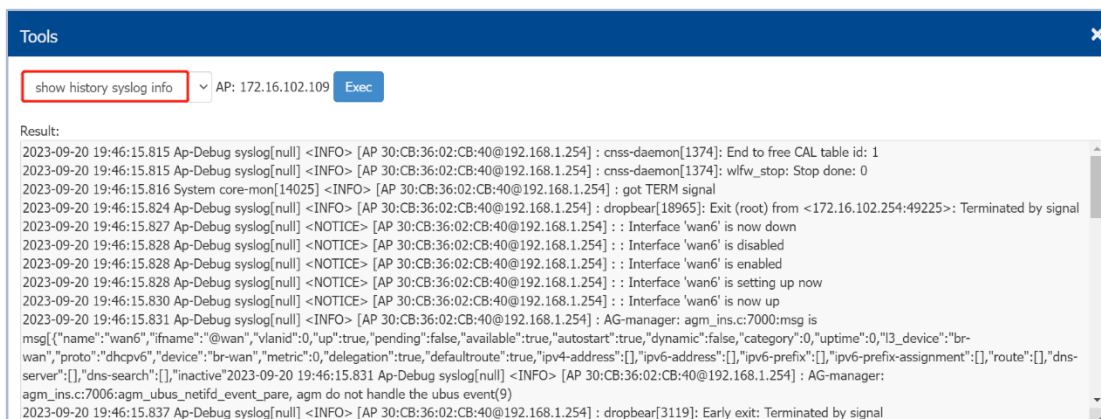 Tools
show history syslog info AP: 172.16.102.109 Exec
Result:
2023-09-20 19:46:15.815 Ap-Debug syslog[null] <INFO> [AP 30:CB:36:02:CB:40@192.168.1.254] : cnss-daemon[1374]: End to free CAL table id: 1
2023-09-20 19:46:15.815 Ap-Debug syslog[null] <INFO> [AP 30:CB:36:02:CB:40@192.168.1.254] : cnss-daemon[1374]: wlfw_stop: Stop done: 0
2023-09-20 19:46:15.816 System core-mon[14025] <INFO> [AP 30:CB:36:02:CB:40@192.168.1.254] : got TERM signal
2023-09-20 19:46:15.824 Ap-Debug syslog[null] <INFO> [AP 30:CB:36:02:CB:40@192.168.1.254] : dropbear[18965]: Exit (root) from <172.16.102.254:49225>: Terminated by signal
2023-09-20 19:46:15.827 Ap-Debug syslog[null] <NOTICE> [AP 30:CB:36:02:CB:40@192.168.1.254] : : Interface 'wan6' is now down
2023-09-20 19:46:15.828 Ap-Debug syslog[null] <NOTICE> [AP 30:CB:36:02:CB:40@192.168.1.254] : : Interface 'wan6' is disabled
2023-09-20 19:46:15.828 Ap-Debug syslog[null] <NOTICE> [AP 30:CB:36:02:CB:40@192.168.1.254] : : Interface 'wan6' is enabled
2023-09-20 19:46:15.828 Ap-Debug syslog[null] <NOTICE> [AP 30:CB:36:02:CB:40@192.168.1.254] : : Interface 'wan6' is setting up now
2023-09-20 19:46:15.830 Ap-Debug syslog[null] <NOTICE> [AP 30:CB:36:02:CB:40@192.168.1.254] : : Interface 'wan6' is now up
2023-09-20 19:46:15.831 Ap-Debug syslog[null] <INFO> [AP 30:CB:36:02:CB:40@192.168.1.254] : AG-manager: agm_ins.c:7000:msg is
msg[{"name":"wan6","ifname":"@wan","vlanid":0,"up":true,"pending":false,"available":true,"autostart":true,"dynamic":false,"category":0,"uptime":0,"l3_device":"br-
wan","proto":"dhcpv6","device":"br-wan","metric":0,"delegation":true,"defaultroute":true,"ipv4-address":[],"ipv6-address":[],"ipv6-prefix":[],"ipv6-prefix-assignment":[],"route":[],"dns-
server":[],"dns-search":[],"inactive"2023-09-20 19:46:15.831 Ap-Debug syslog[null] <INFO> [AP 30:CB:36:02:CB:40@192.168.1.254] : AG-manager:
agm_ins.c:7006:agm_ubus_netifd_event_pare, agm do not handle the ubus event(9)
2023-09-20 19:46:15.837 Ap-Debug syslog[null] <INFO> [AP 30:CB:36:02:CB:40@192.168.1.254] : dropbear[3119]: Early exit: Terminated by signal